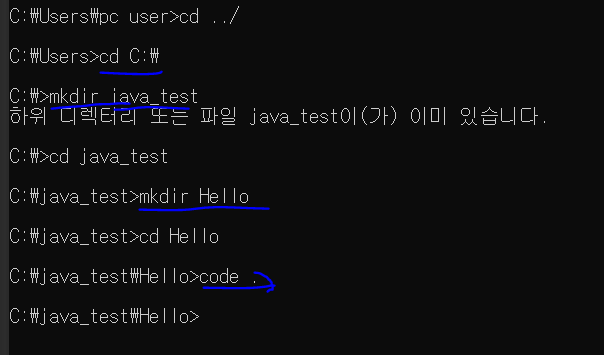 C:₩Users₩pc user>cd ../
C:₩Users>cd C:₩
C:₩>mkdir java_test
하위 디렉터리 또는 파일 java_test이(가) 이미 있습니다.
C:₩>cd java_test
C:₩java_test>mkdir Hello
C:₩java_test>cd Hello
C:₩java_test₩Hello>code .
C:₩java_test₩Hello>